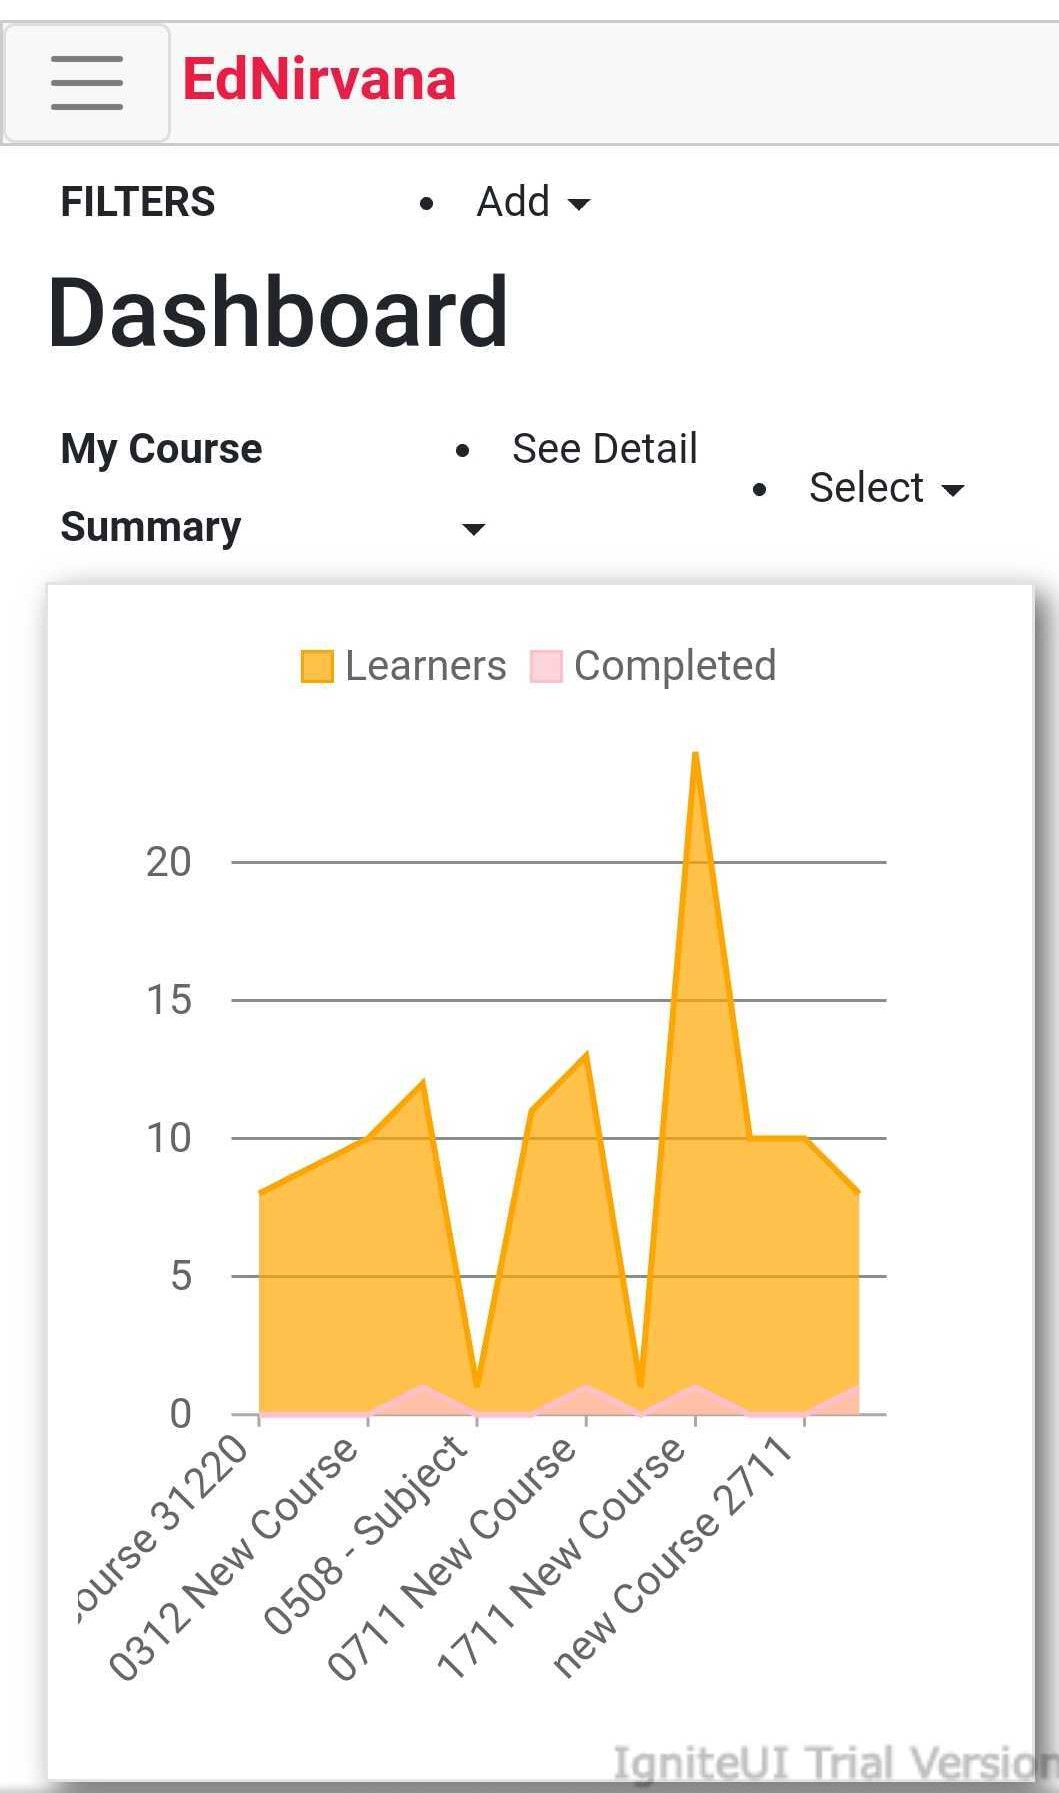 EdNirvana
FILTERS • Add
Dashboard
My Course Summary
• See Detail
• Select
Learners Completed
20
15
10
5
0
ourse 31220
0312 New Course
0508 - Subject
0711 New Course
1711 New Course
new Course 2711
IgniteUI Trial Version